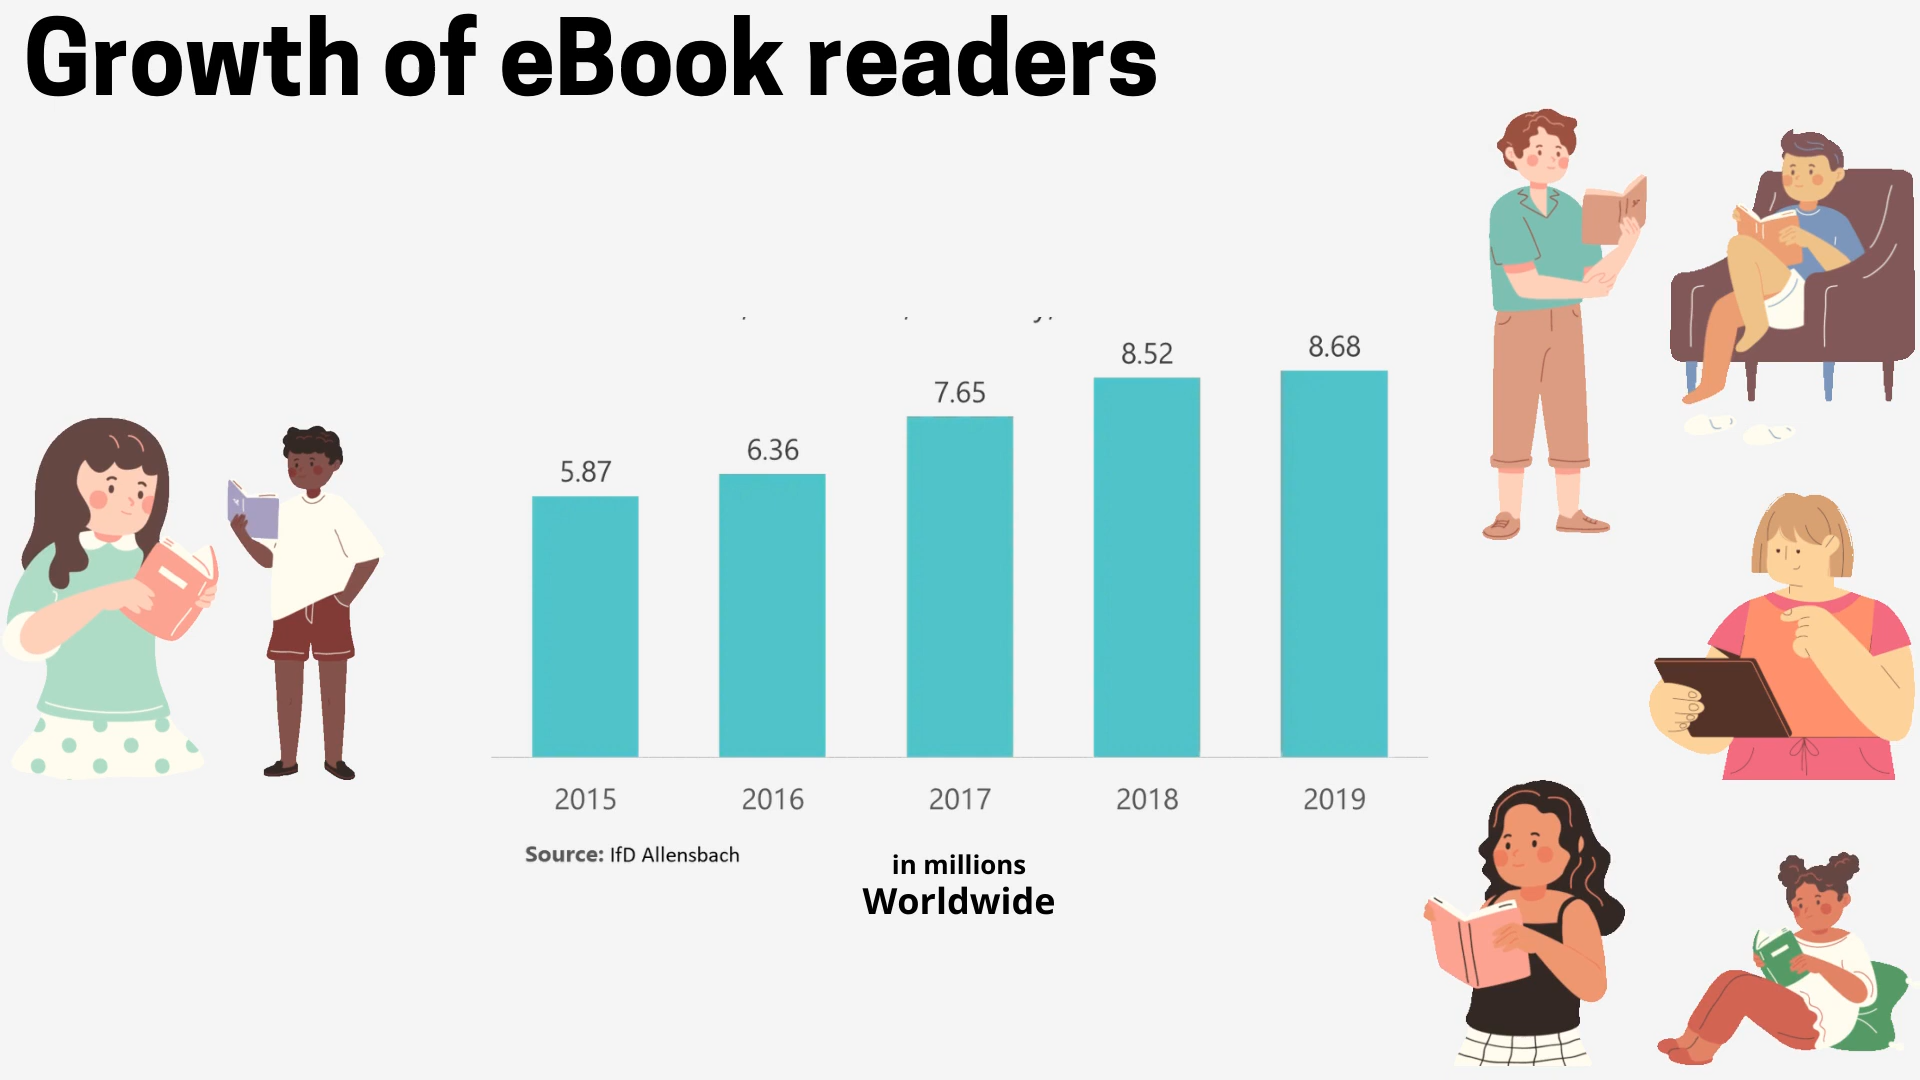 Growth of eBook readers
5.87
6.36
7.65
8.52
8.68
2015
2016
2017
2018
2019
Source: IfD Allensbach
in millions
Worldwide